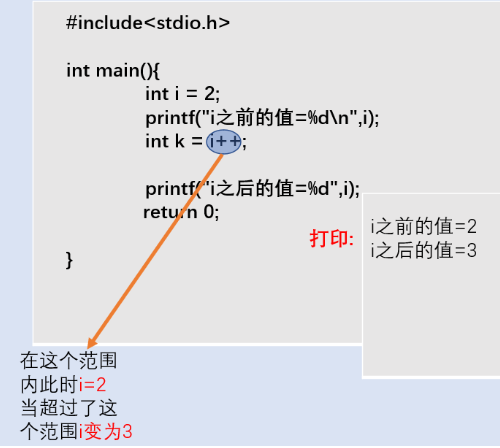 #include<stdio.h>
int main(){
int i = 2;
printf("i之前的值=%d\n",i);
int k = i++;
printf("i之后的值=%d",i);
return 0;
}
打印:
i之前的值=2
i之后的值=3
在这个范围
内此时i=2
当超过了这
个范围i变为3